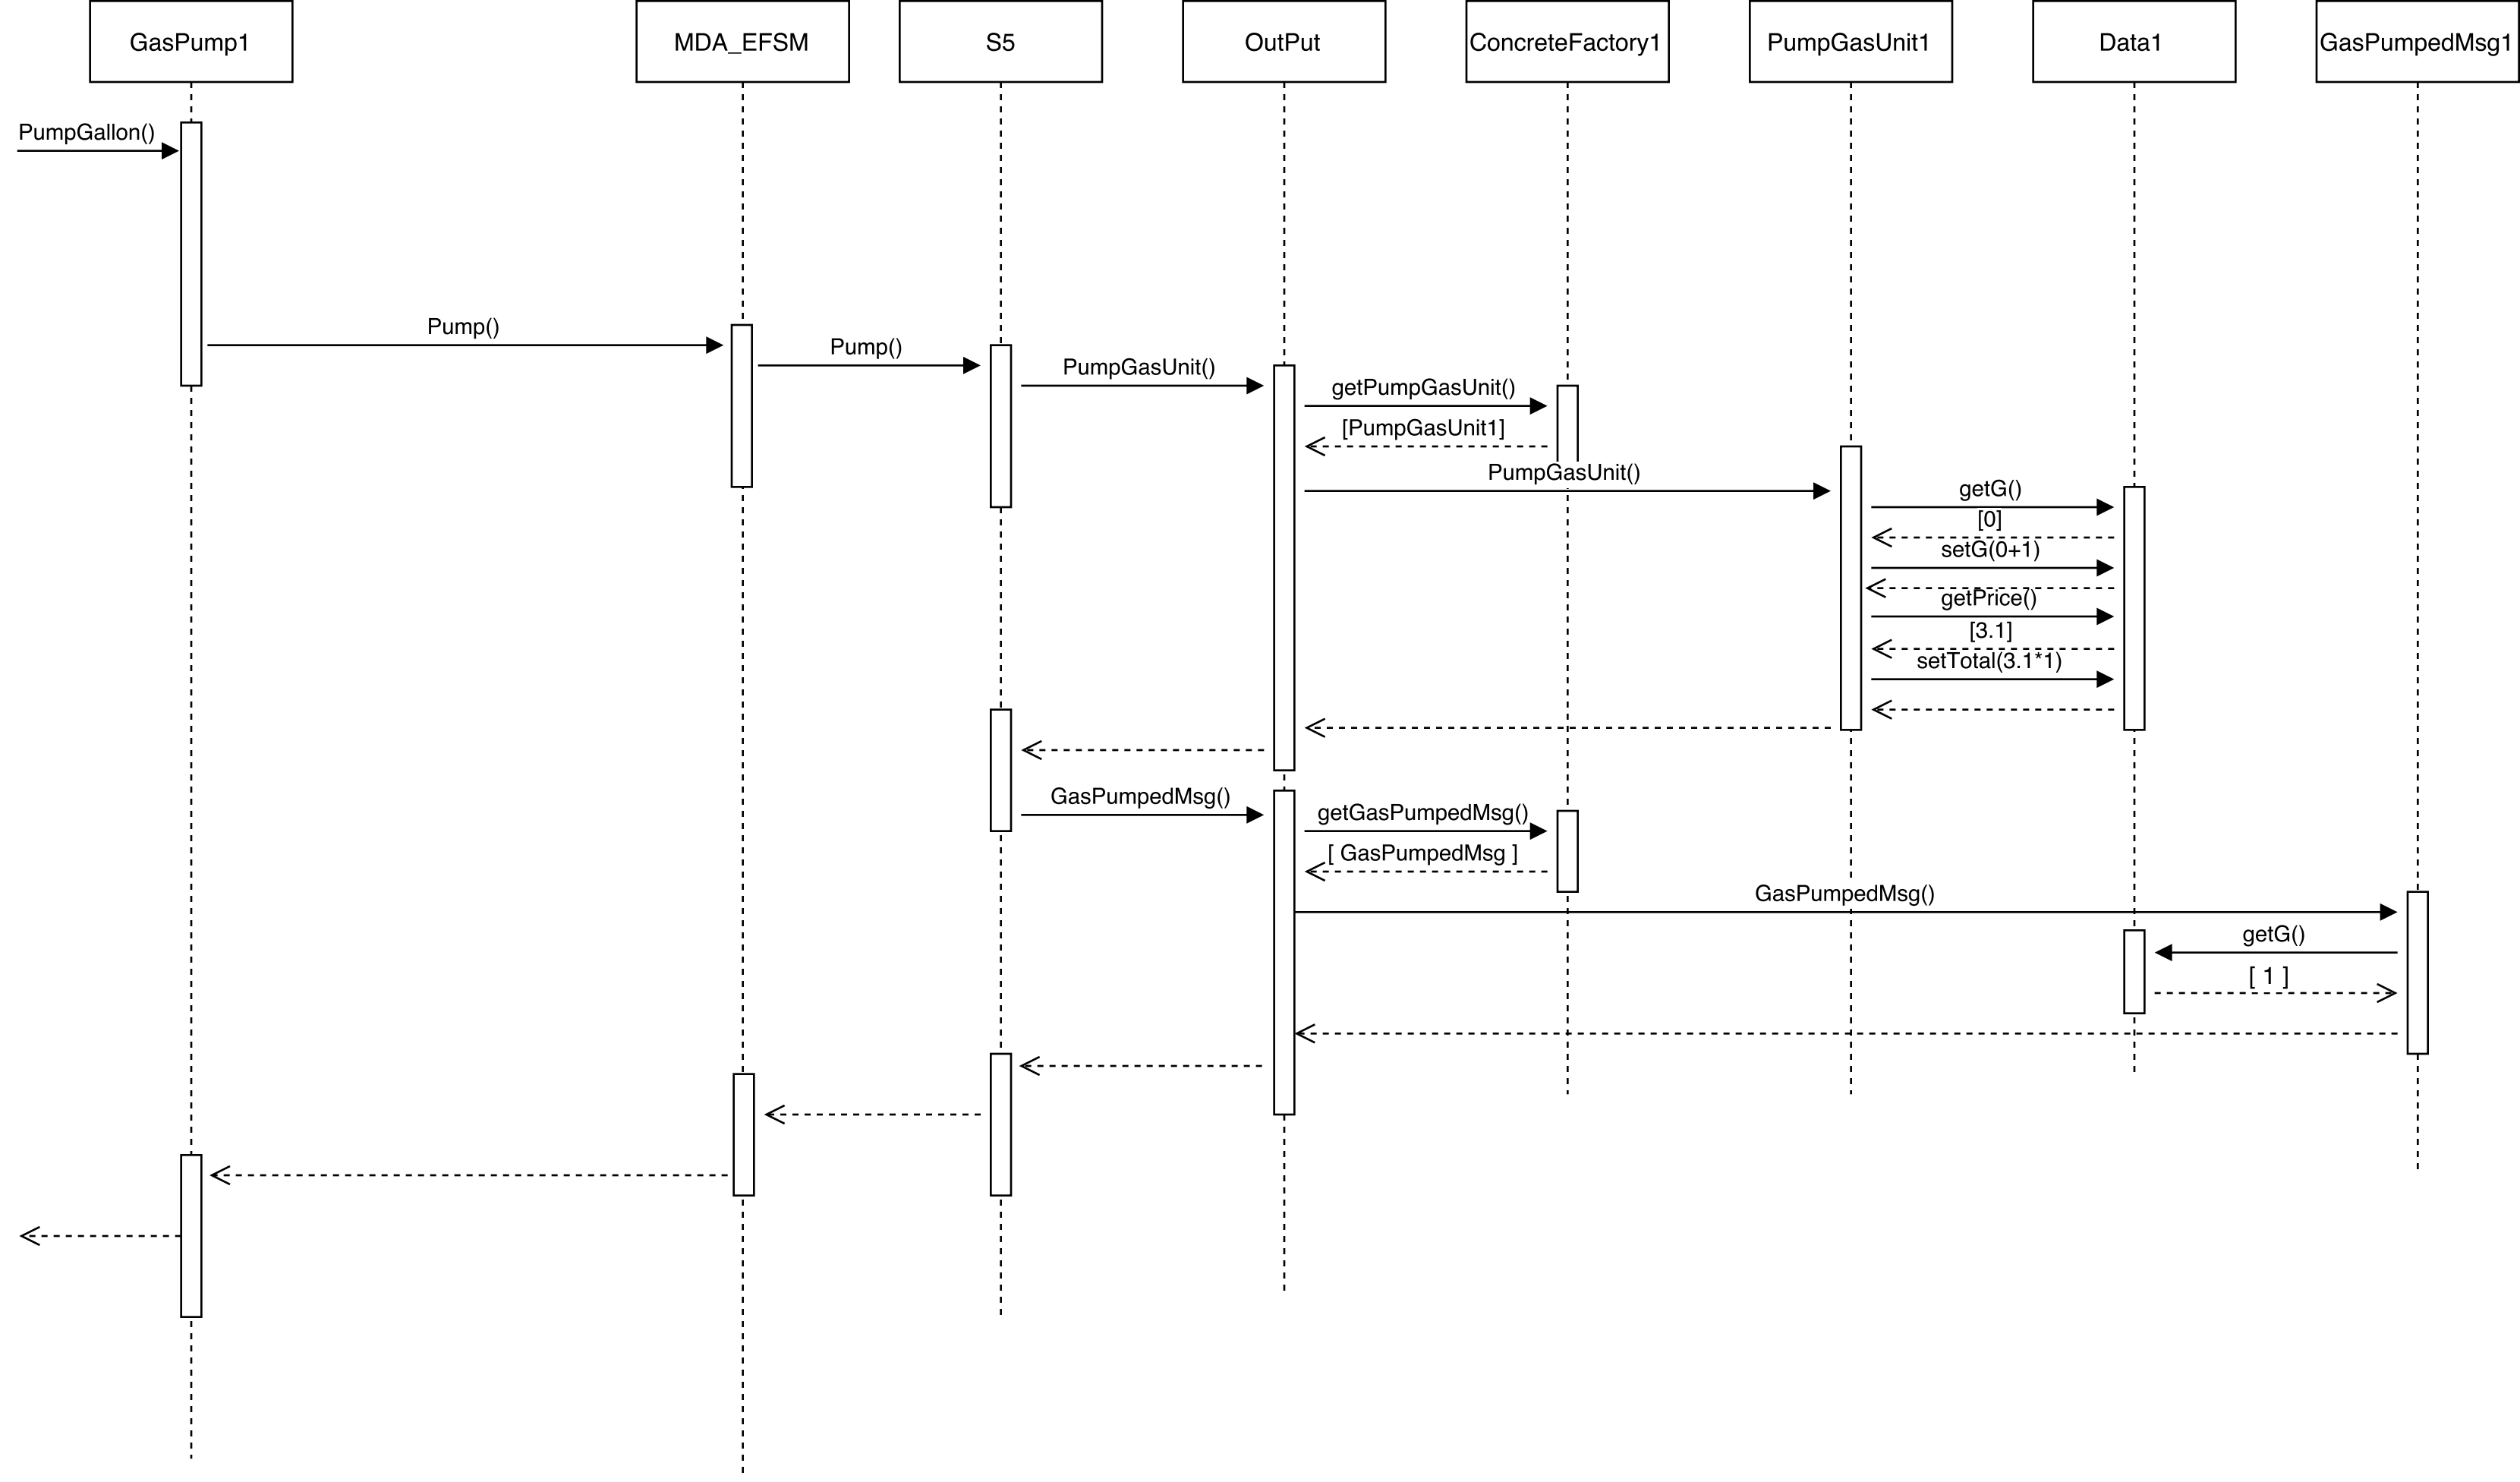 GasPump1
MDA_EFSM
S5
OutPut
ConcreteFactory1
PumpGasUnit1
Data1
GasPumpedMsg1
PumpGallon()
Pump()
Pump()
PumpGasUnit()
getPumpGasUnit()
[PumpGasUnit1]
PumpGasUnit()
getG()
[0]
setG(0+1)
getPrice()
[3.1]
setTotal(3.1*1)
GasPumpedMsg()
getGasPumpedMsg()
[ GasPumpedMsg ]
GasPumpedMsg()
getG()
[ 1 ]